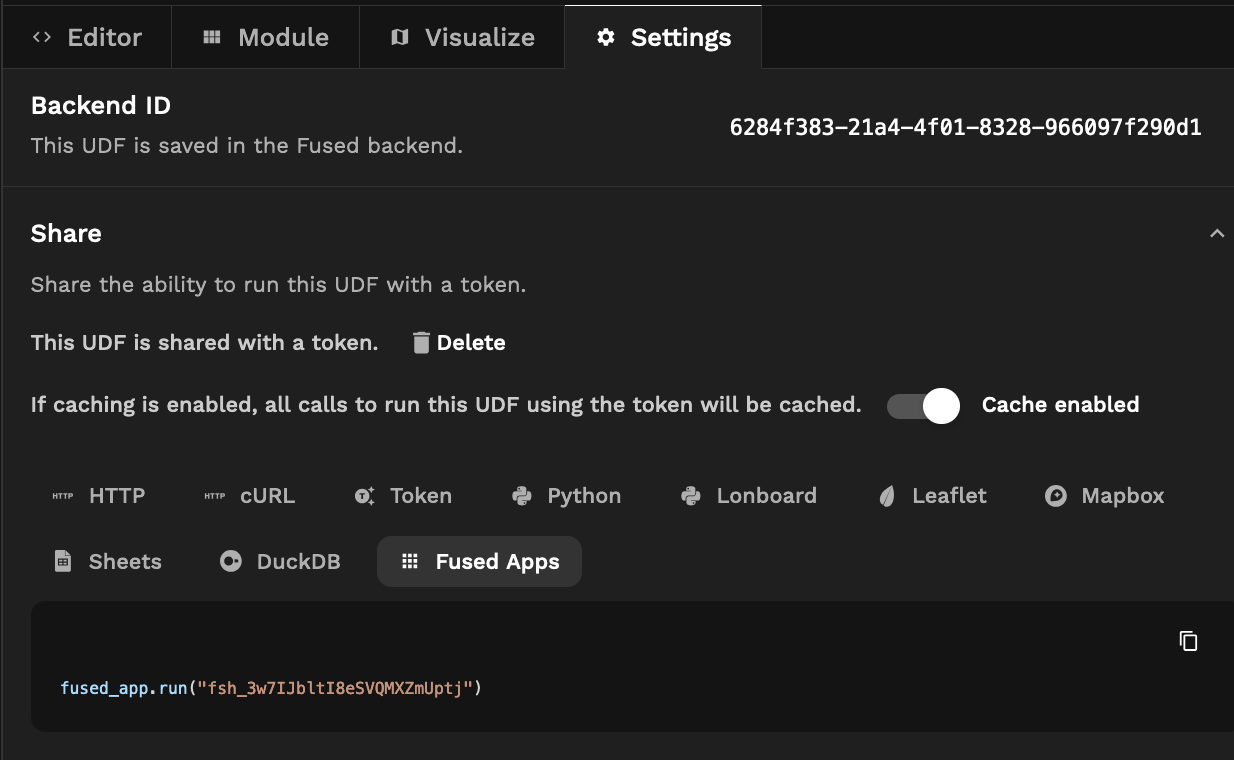 <> Editor Module Visualize Settings
Backend ID
6284f383-21a4-4f01-8328-966097f290d1
This UDF is saved in the Fused backend.
Share
Share the ability to run this UDF with a token.
This UDF is shared with a token. Delete
If caching is enabled, all calls to run this UDF using the token will be cached. Cache enabled
HTTP HTTP HTTP cURL Token Python Lonboard Leaflet Mapbox
Sheets DuckDB Fused Apps
fused_app.run("fsh_3w7IJbltI8eSVQMXZmUptj")